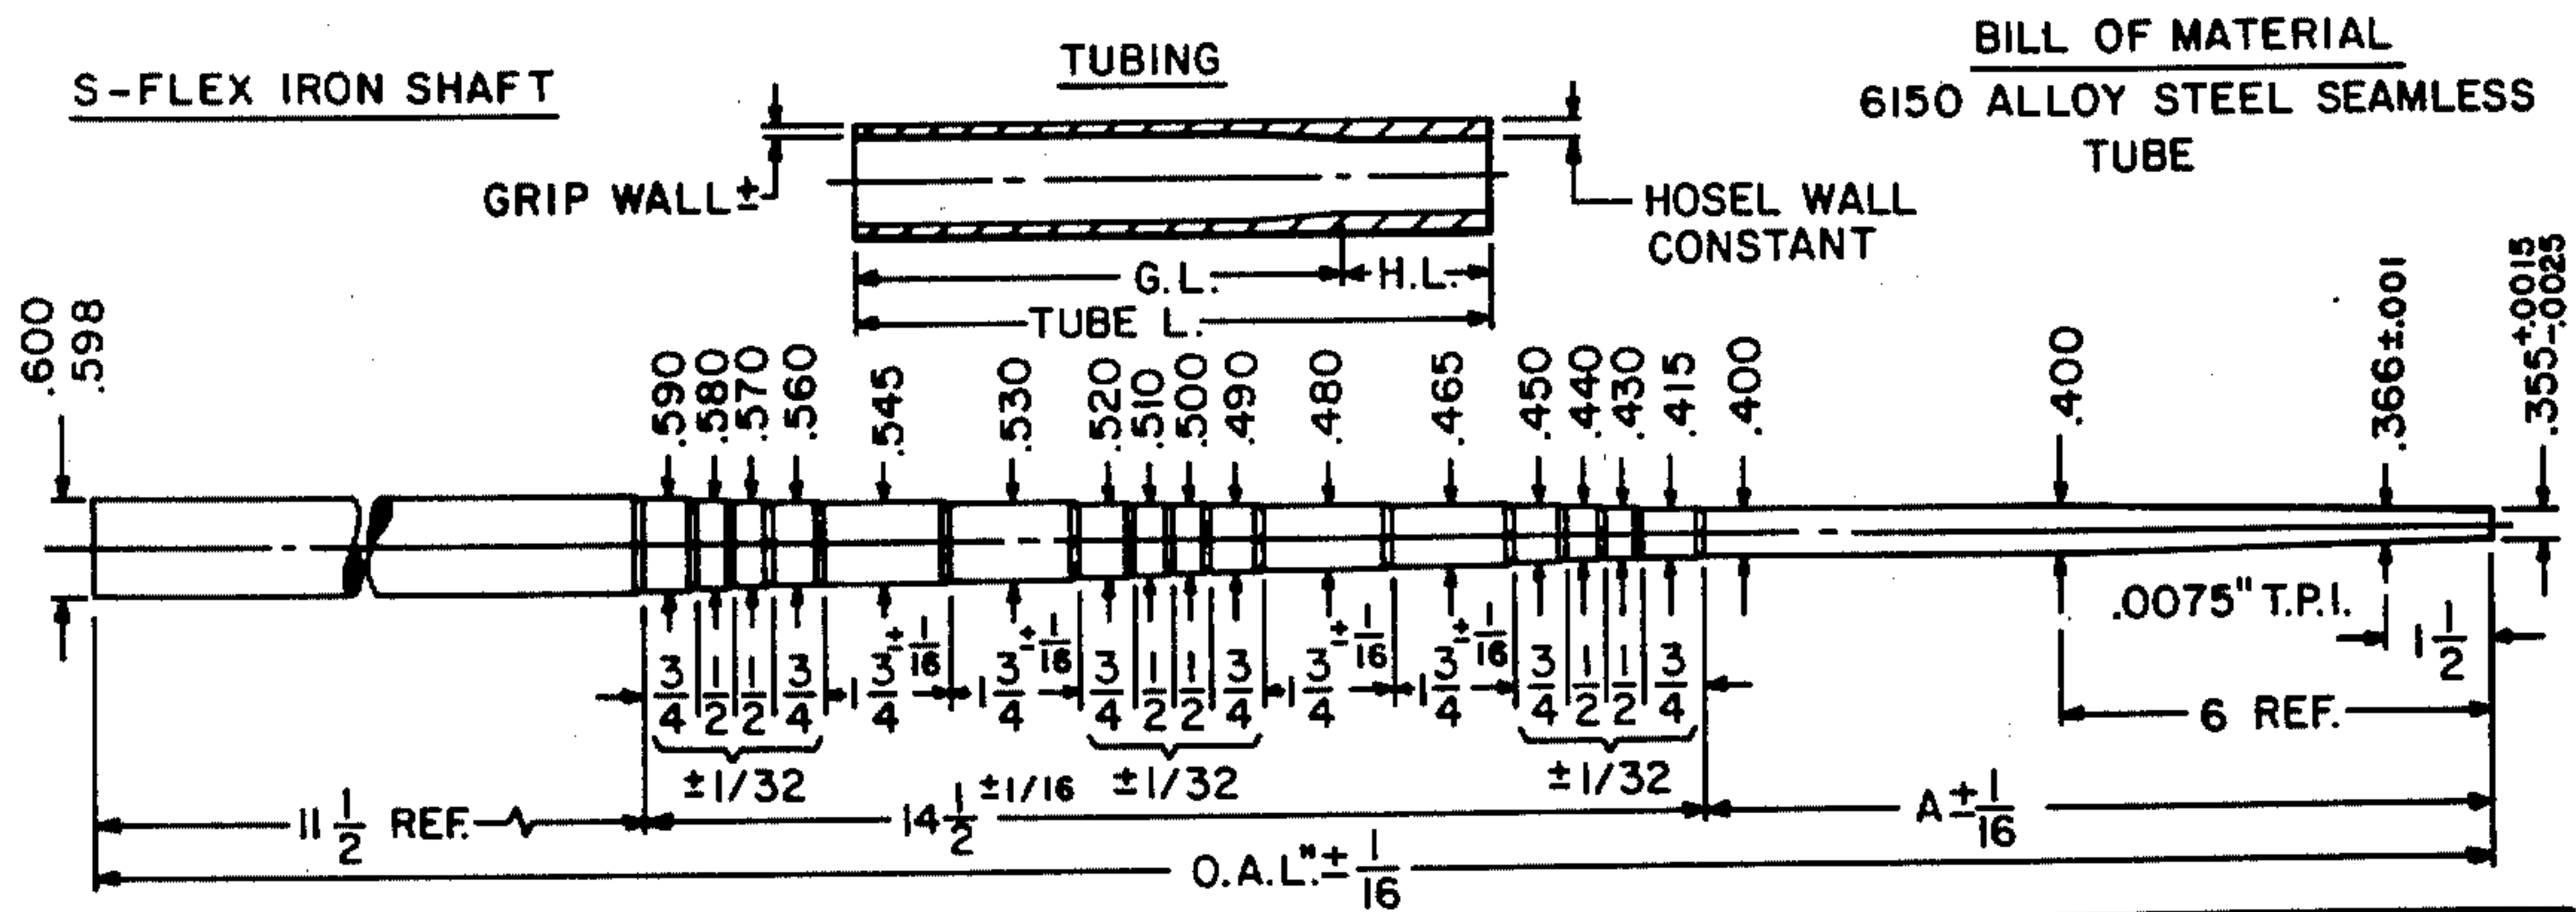 S-FLEX IRON SHAFT
TUBING
BILL OF MATERIAL
6150 ALLOY STEEL SEAMLESS
TUBE
GRIP WALL ±
HOSEL WALL
CONSTANT
G.L.
H.L.
TUBE L.
.600
.598
.590
.580
.570
.560
.545
.530
.520
.510
.500
.490
.480
.465
.450
.440
.430
.415
.400
.400
.366±.001
.355 +.0015 -.0025
.0075" T.P.I.
1 1/2
6 REF.
3/4
1/2
1/2
3/4
1 3/4 ± 1/16
1 3/4 ± 1/16
3/4
1/2
1/2
3/4
1 3/4 ± 1/16
1 3/4 ± 1/16
3/4
1/2
1/2
3/4
±1/32
±1/32
±1/32
11 1/2 REF.
14 1/2 ±1/16
A ± 1/16
O.A.L." ± 1/16